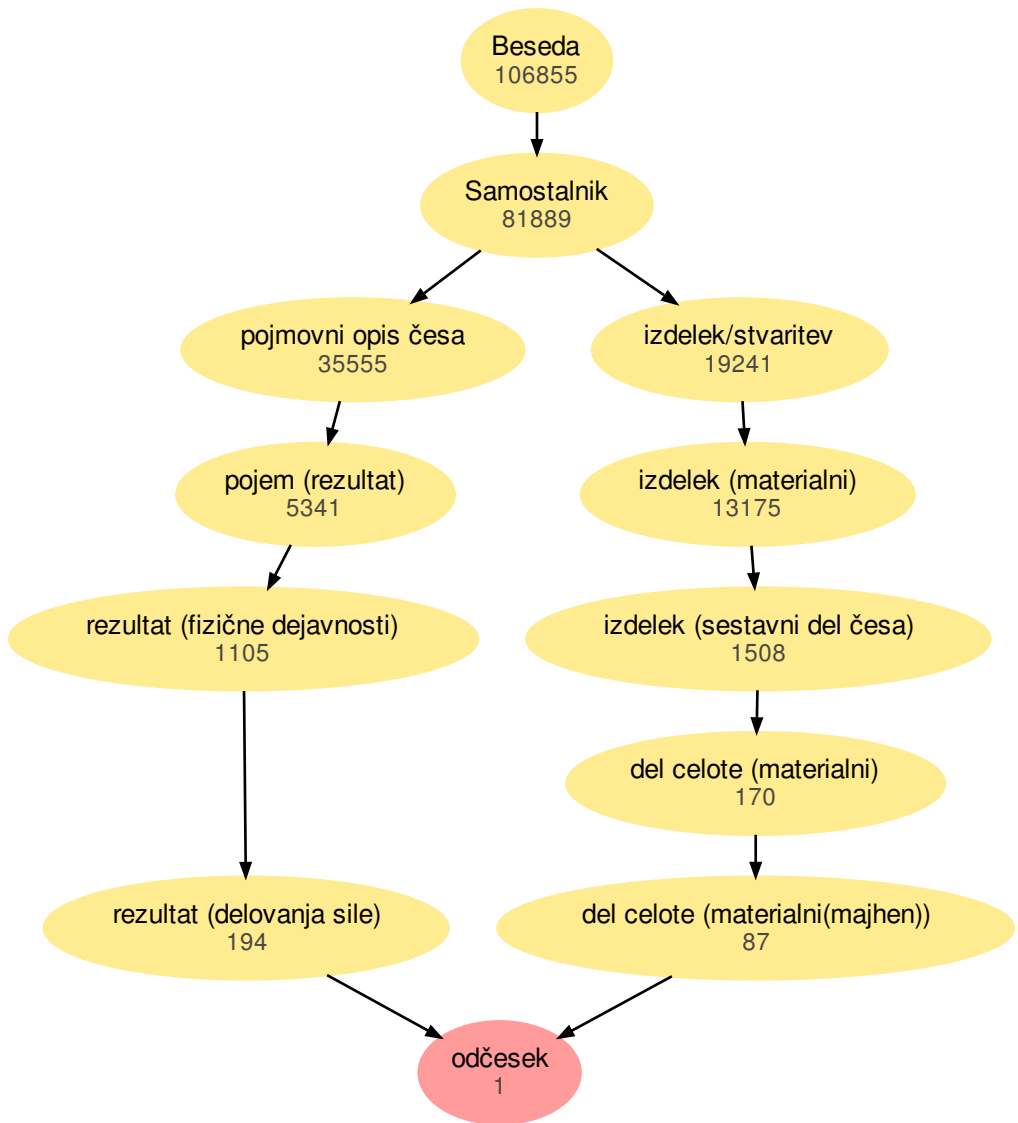 Beseda
106855
Samostalnik
81889
pojmovni opis česa
35555
izdelek/stvaritev
19241
pojem (rezultat)
5341
izdelek (materialni)
13175
rezultat (fizične dejavnosti)
1105
izdelek (sestavni del česa)
1508
del celote (materialni)
170
rezultat (delovanja sile)
194
del celote (materialni(majhen))
87
odčesek
1